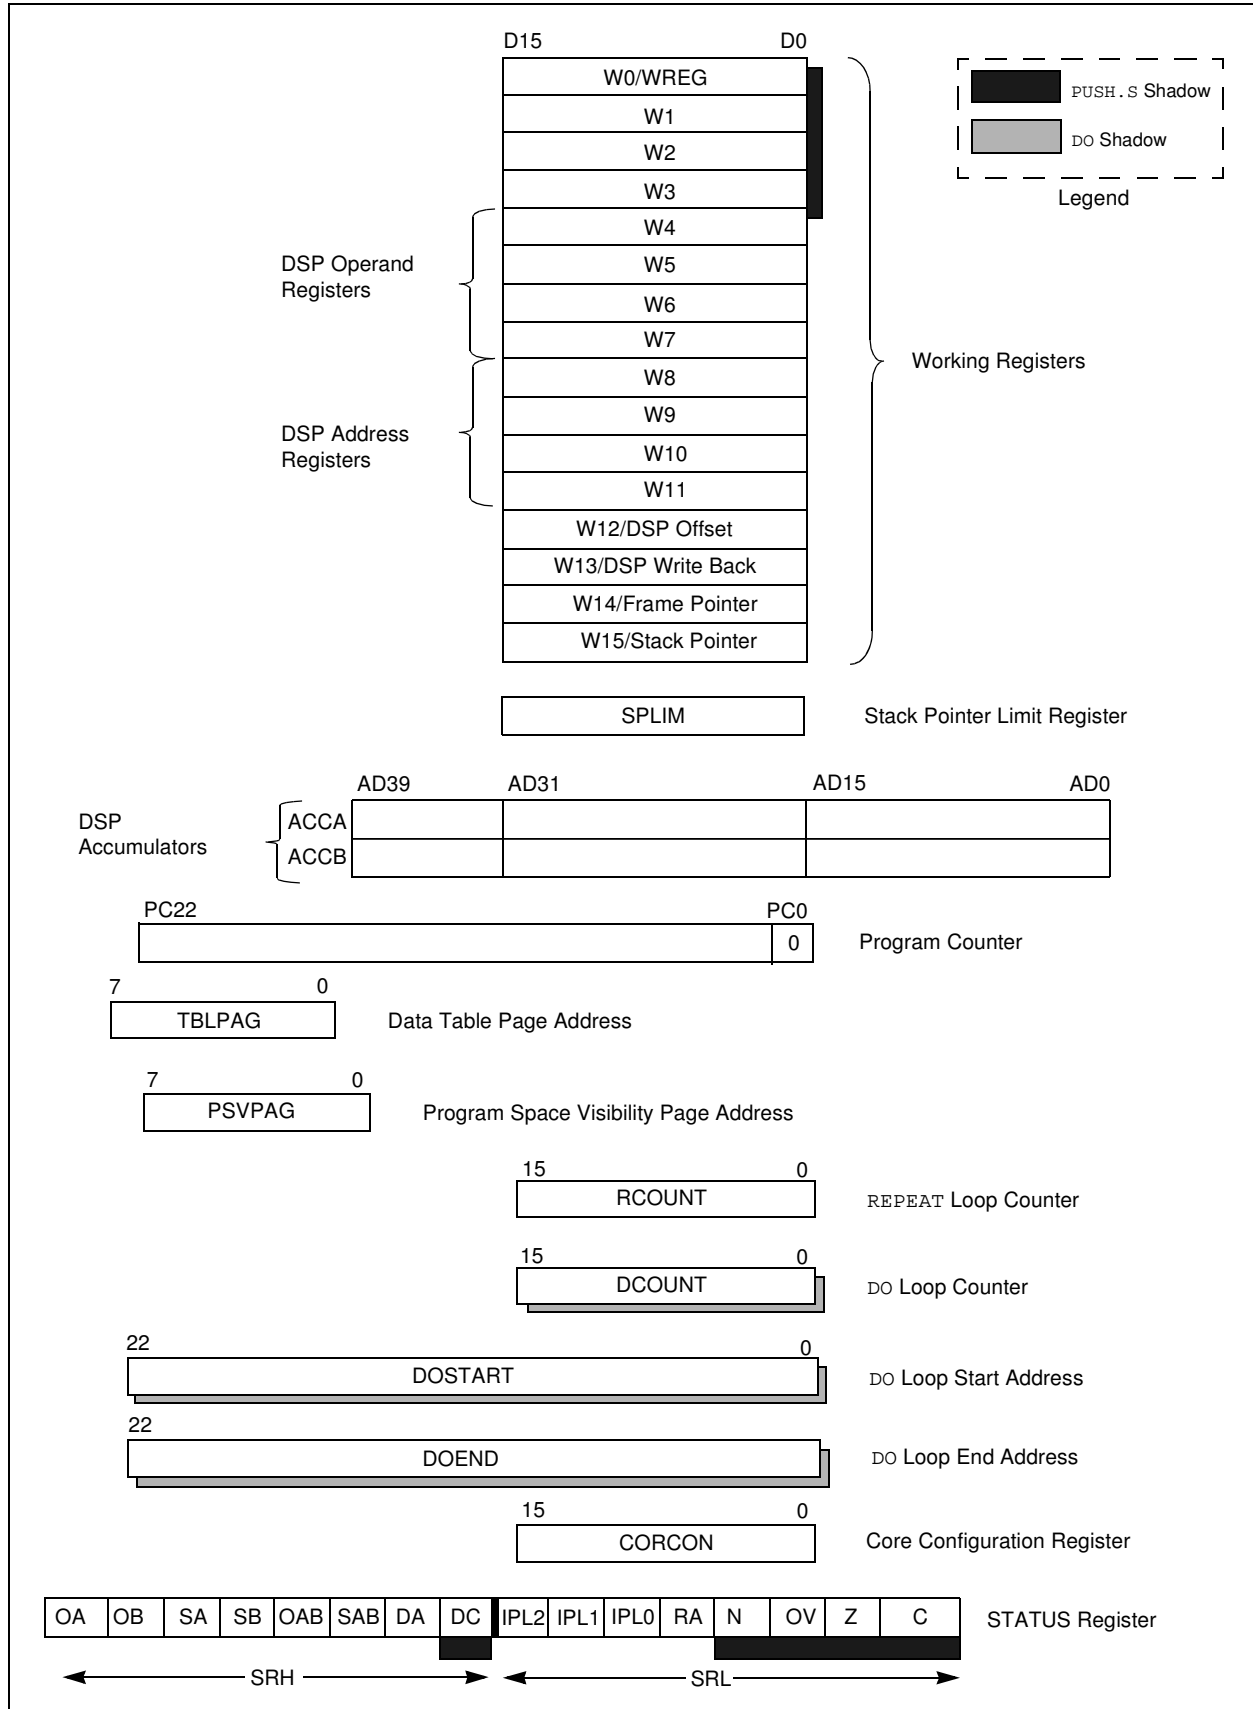 D15 D0
W0/WREG
W1
W2
W3
W4
W5
W6
W7
W8
W9
W10
W11
W12/DSP Offset
W13/DSP Write Back
W14/Frame Pointer
W15/Stack Pointer
PUSH.S Shadow
DO Shadow
Legend
DSP Operand
Registers
DSP Address
Registers
Working Registers
SPLIM Stack Pointer Limit Register
AD39 AD31 AD15 AD0
DSP
Accumulators
ACCA
ACCB
PC22 PC0
0 Program Counter
7 0
TBLPAG Data Table Page Address
7 0
PSVPAG Program Space Visibility Page Address
15 0
RCOUNT REPEAT Loop Counter
15 0
DCOUNT DO Loop Counter
22 0
DOSTART DO Loop Start Address
22
DOEND DO Loop End Address
15 0
CORCON Core Configuration Register
OA OB SA SB OAB SAB DA DC IPL2 IPL1 IPL0 RA N OV Z C STATUS Register
SRH SRL